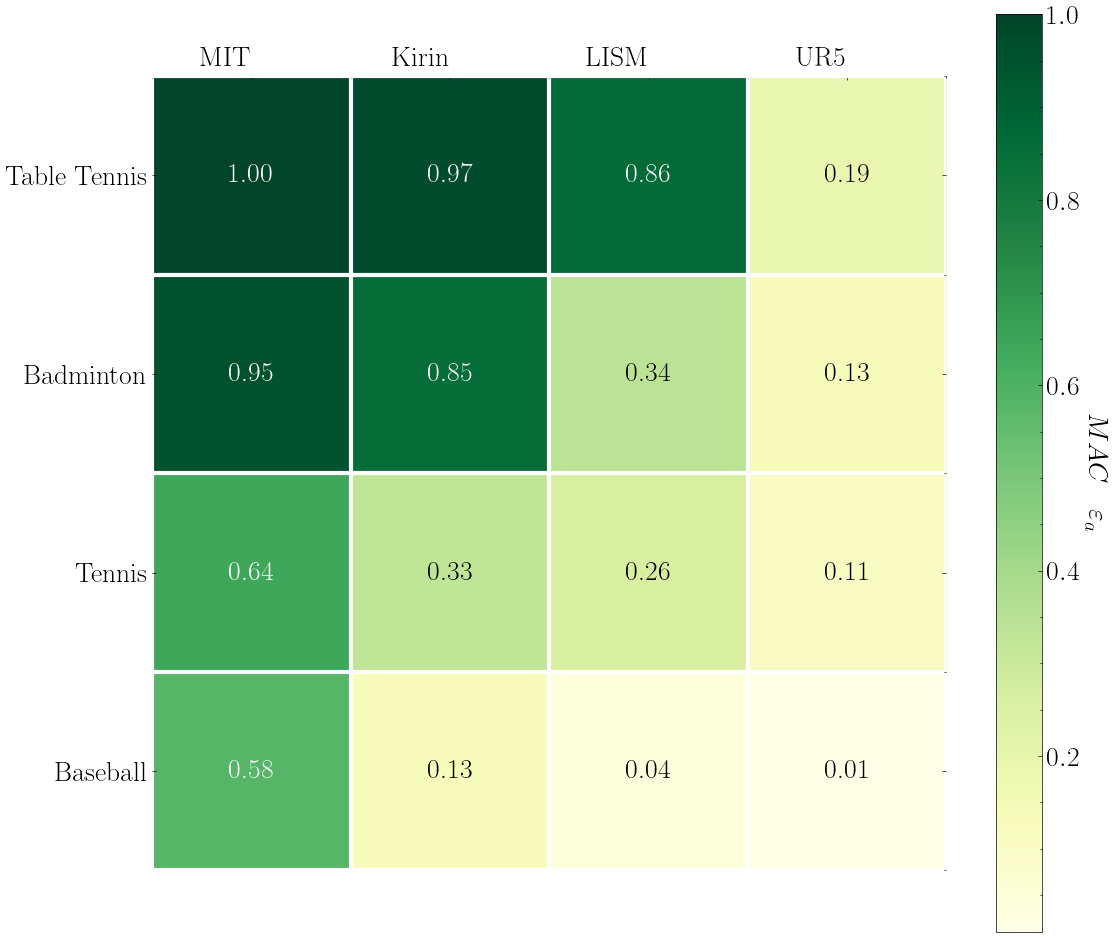 MIT Kirin LISM UR5
Table Tennis 1.00 0.97 0.86 0.19
Badminton 0.95 0.85 0.34 0.13
Tennis 0.64 0.33 0.26 0.11
Baseball 0.58 0.13 0.04 0.01
1.0
0.8
0.6
0.4
0.2
MAC εₐ